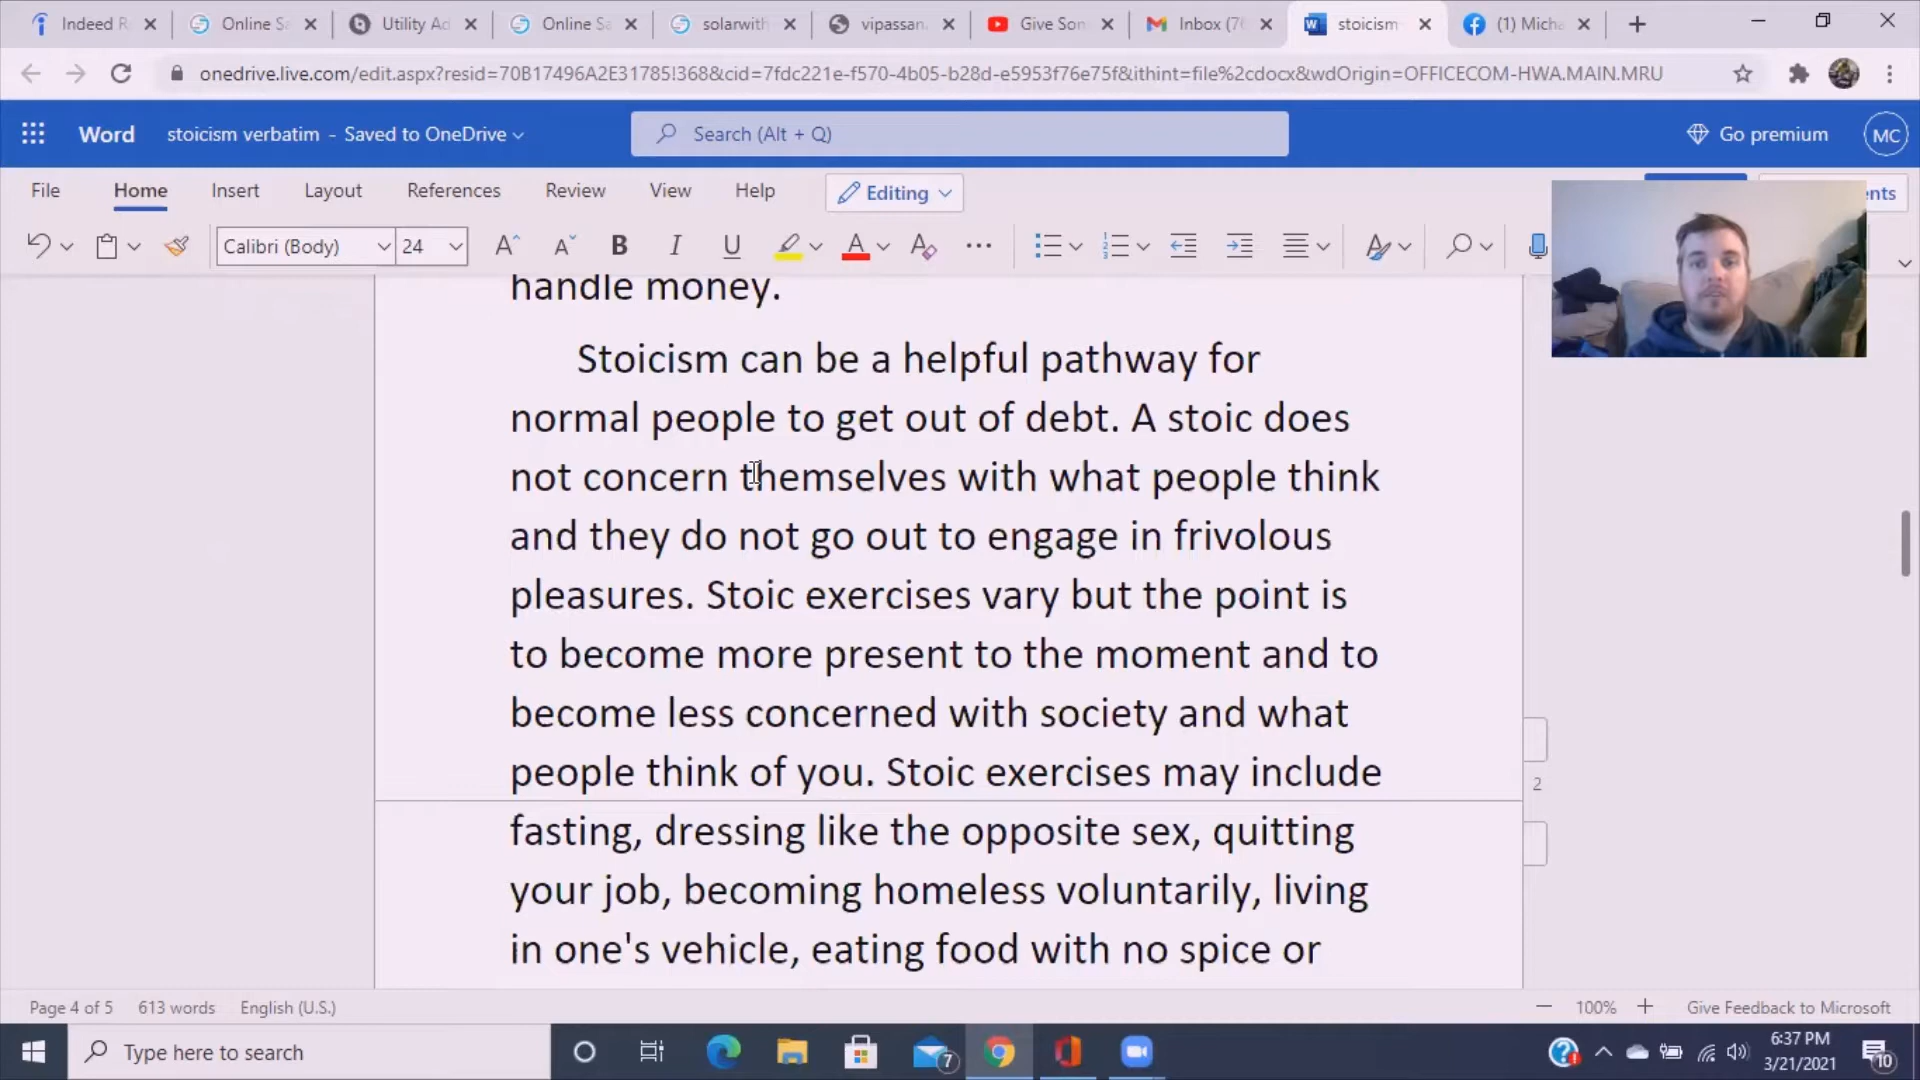 Indeed R
Online Sa
Utility Ad
Online Sa
solarwith
vipassan
Give Son
Inbox (70
stoicism
(1) Micha
onedrive.live.com/edit.aspx?resid=70B17496A2E31785!368&cid=7fdc221e-f570-4b05-b28d-e5953f76e75f&ithint=file%2cdocx&wdOrigin=OFFICECOM-HWA.MAIN.MRU
Word stoicism verbatim - Saved to OneDrive
Search (Alt + Q)
Go premium
MC
File Home Insert Layout References Review View Help Editing
ents
Calibri (Body) 24
handle money.
Stoicism can be a helpful pathway for
normal people to get out of debt. A stoic does
not concern themselves with what people think
and they do not go out to engage in frivolous
pleasures. Stoic exercises vary but the point is
to become more present to the moment and to
become less concerned with society and what
people think of you. Stoic exercises may include
2
fasting, dressing like the opposite sex, quitting
your job, becoming homeless voluntarily, living
in one's vehicle, eating food with no spice or
Page 4 of 5 613 words English (U.S.)
100% Give Feedback to Microsoft
Type here to search
7
6:37 PM
3/21/2021
10